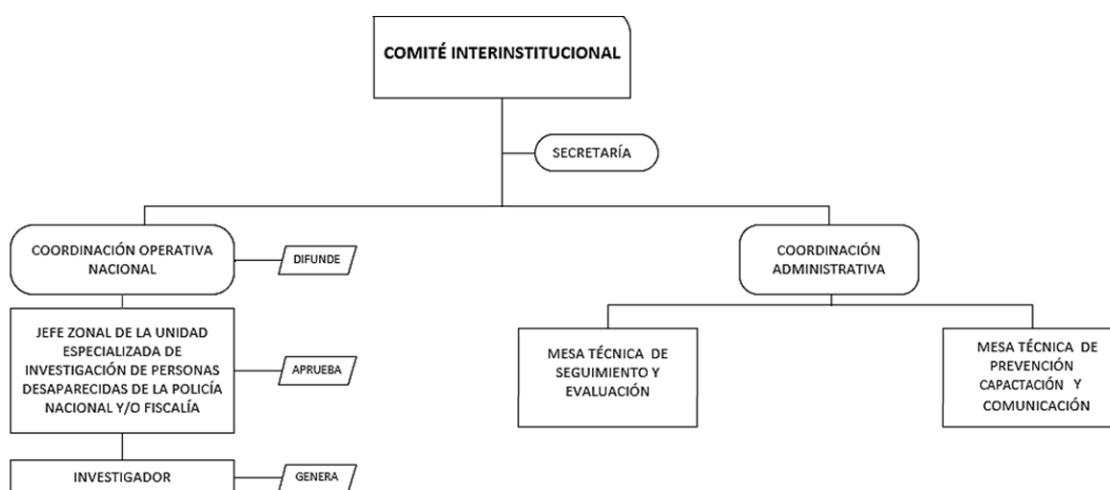 COMITÉ INTERINSTITUCIONAL
SECRETARÍA
COORDINACIÓN OPERATIVA
NACIONAL
DIFUNDE
COORDINACIÓN
ADMINISTRATIVA
JEFE ZONAL DE LA UNIDAD
ESPECIALIZADA DE
INVESTIGACIÓN DE PERSONAS
DESAPARECIDAS DE LA POLICÍA
NACIONAL Y/O FISCALÍA
APRUEBA
MESA TÉCNICA DE
SEGUIMIENTO Y
EVALUACIÓN
MESA TÉCNICA DE
PREVENCIÓN
CAPACTACIÓN Y
COMUNICACIÓN
INVESTIGADOR
GENERA